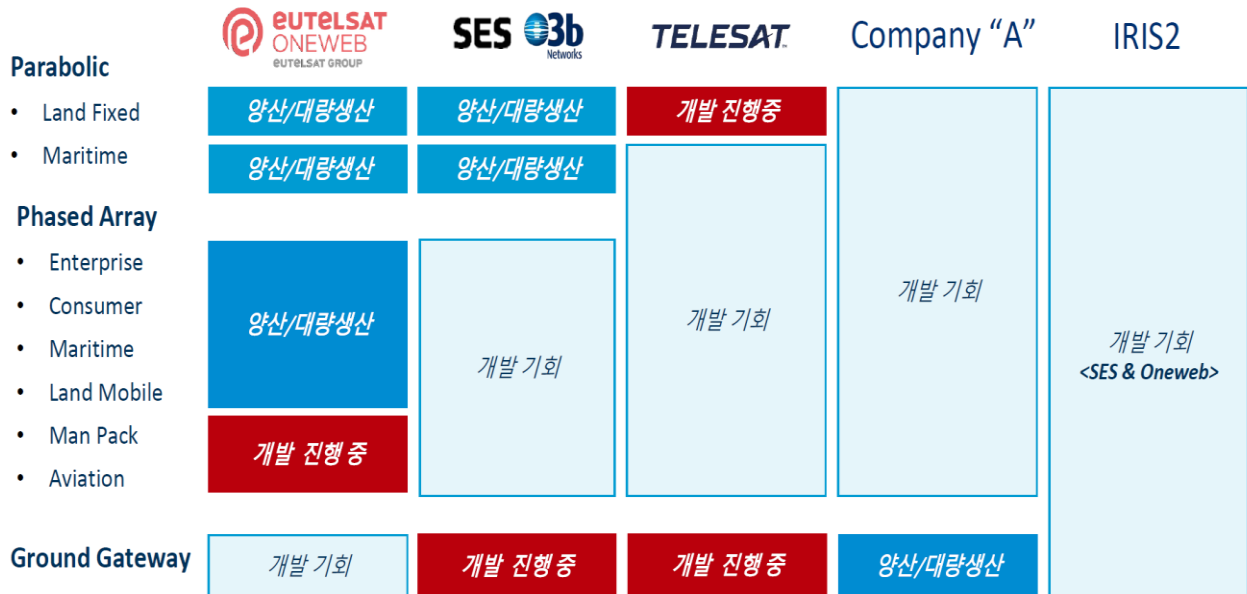 eUTeLSAT
ONEWEB
eUTELSAT GROUP
SES O3b
Networks
TELESAT
Company “A”
IRIS2
Parabolic
• Land Fixed
양산/대량생산
양산/대량생산
개발 진행중
• Maritime
양산/대량생산
양산/대량생산
Phased Array
• Enterprise
• Consumer
• Maritime
• Land Mobile
• Man Pack
• Aviation
양산/대량생산
개발 진행 중
개발 기회
개발 기회
개발 기회
개발 기회
<SES & Oneweb>
Ground Gateway
개발 기회
개발 진행 중
개발 진행 중
양산/대량생산